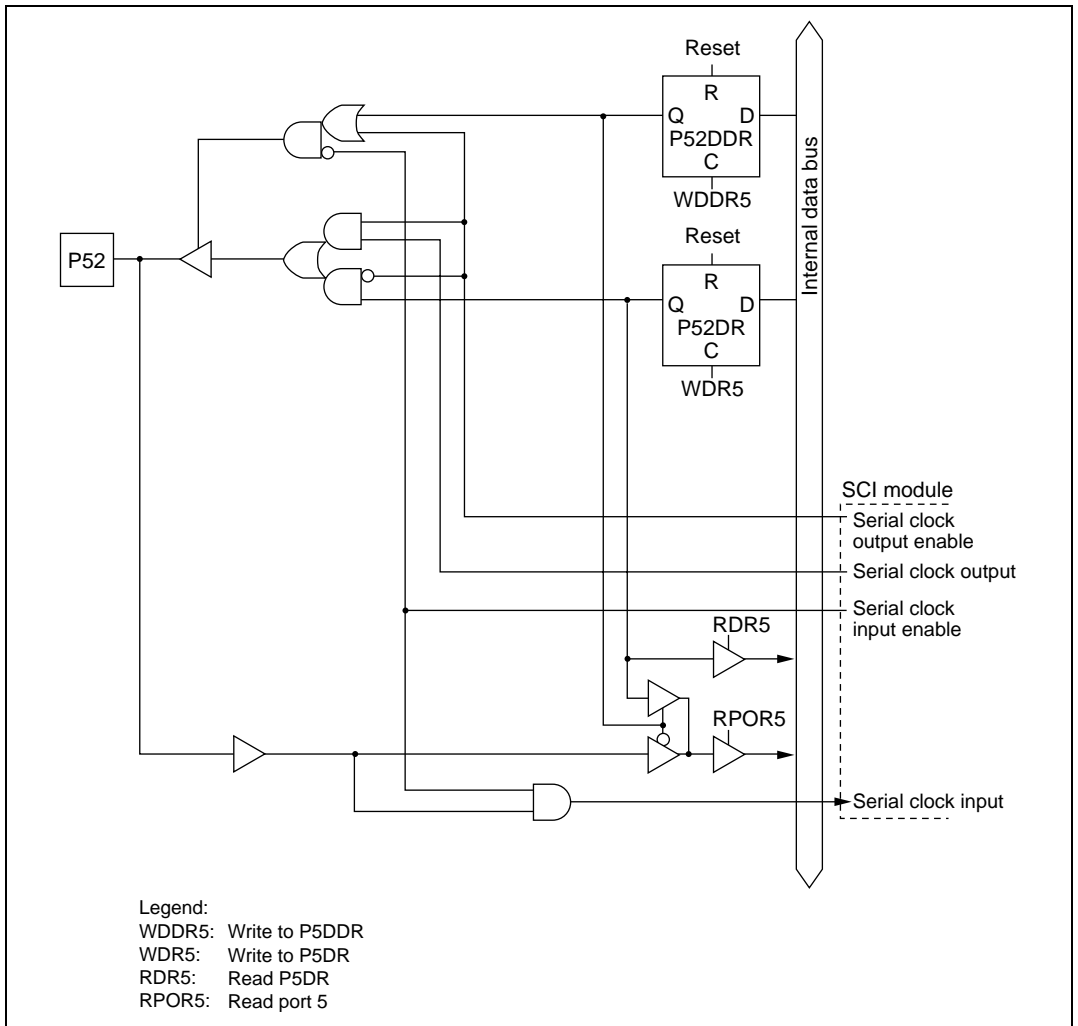 Reset
R
Q D
P52DDR
C
WDDR5
Internal data bus
Reset
P52
R
Q D
P52DR
C
WDR5
SCI module
Serial clock
output enable
Serial clock output
Serial clock
input enable
RDR5
RPOR5
Serial clock input
Legend:
WDDR5: Write to P5DDR
WDR5: Write to P5DR
RDR5: Read P5DR
RPOR5: Read port 5